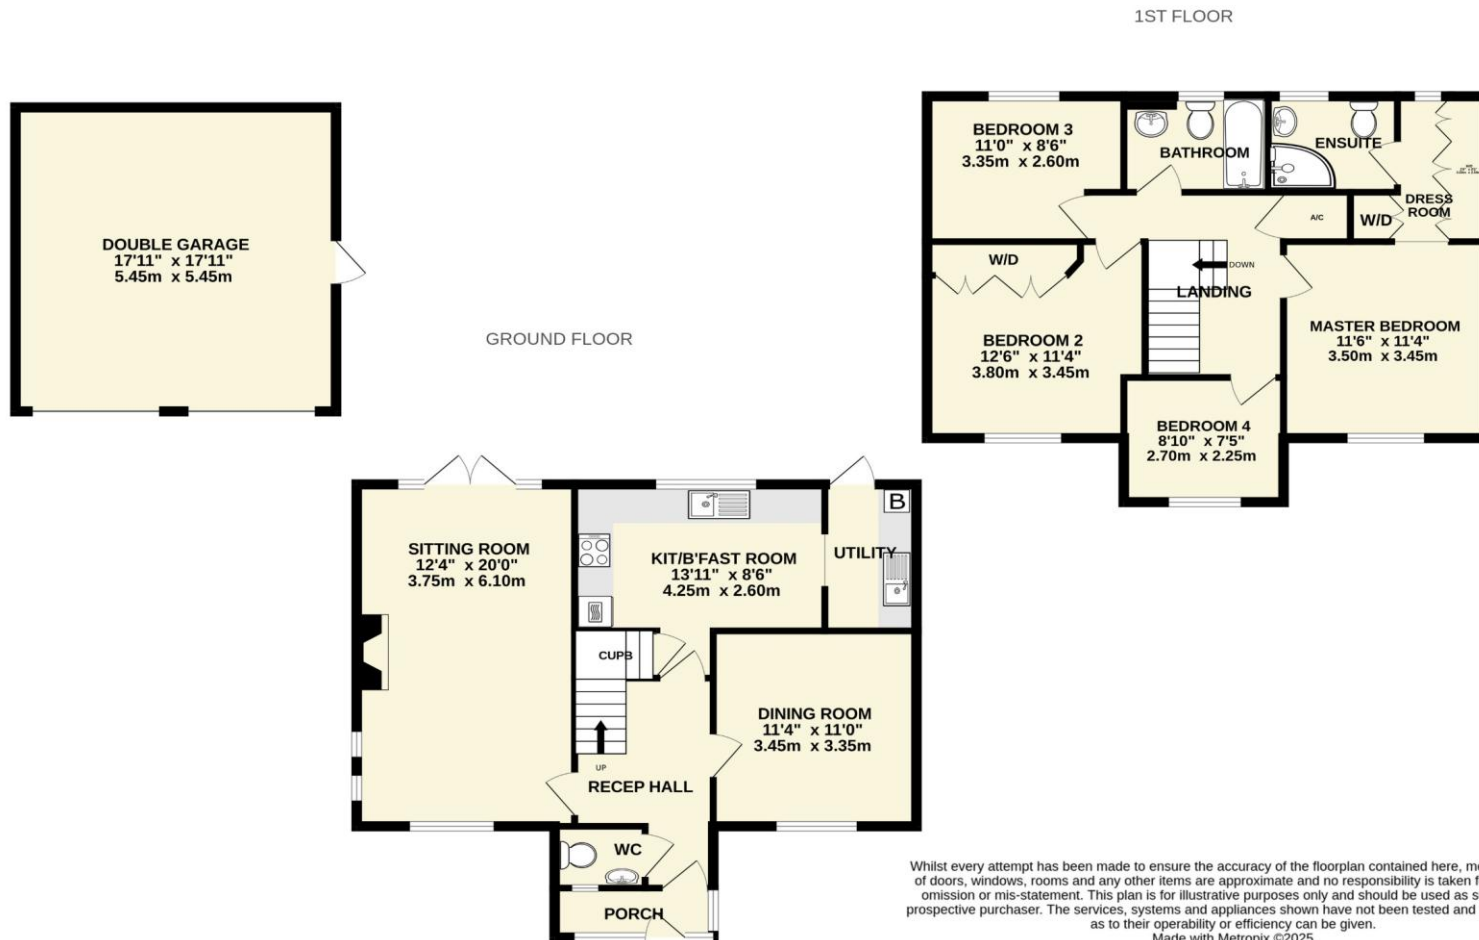 1ST FLOOR
DOUBLE GARAGE
17'11" x 17'11"
5.45m x 5.45m
GROUND FLOOR
BEDROOM 3
11'0" x 8'6"
3.35m x 2.60m
BATHROOM
ENSUITE
DRESS
ROOM
W/D
A/C
W/D
DOWN
LANDING
BEDROOM 2
12'6" x 11'4"
3.80m x 3.45m
MASTER BEDROOM
11'6" x 11'4"
3.50m x 3.45m
BEDROOM 4
8'10" x 7'5"
2.70m x 2.25m
SITTING ROOM
12'4" x 20'0"
3.75m x 6.10m
KIT/B'FAST ROOM
13'11" x 8'6"
4.25m x 2.60m
UTILITY
B
CUPB
DINING ROOM
11'4" x 11'0"
3.45m x 3.35m
UP
RECEP HALL
WC
PORCH
Whilst every attempt has been made to ensure the accuracy of the floorplan contained here,
of doors, windows, rooms and any other items are approximate and no responsibility is taken
omission or mis-statement. This plan is for illustrative purposes only and should be used as
prospective purchaser. The services, systems and appliances shown have not been tested and
as to their operability or efficiency can be given.
Made with Metropix ©2025